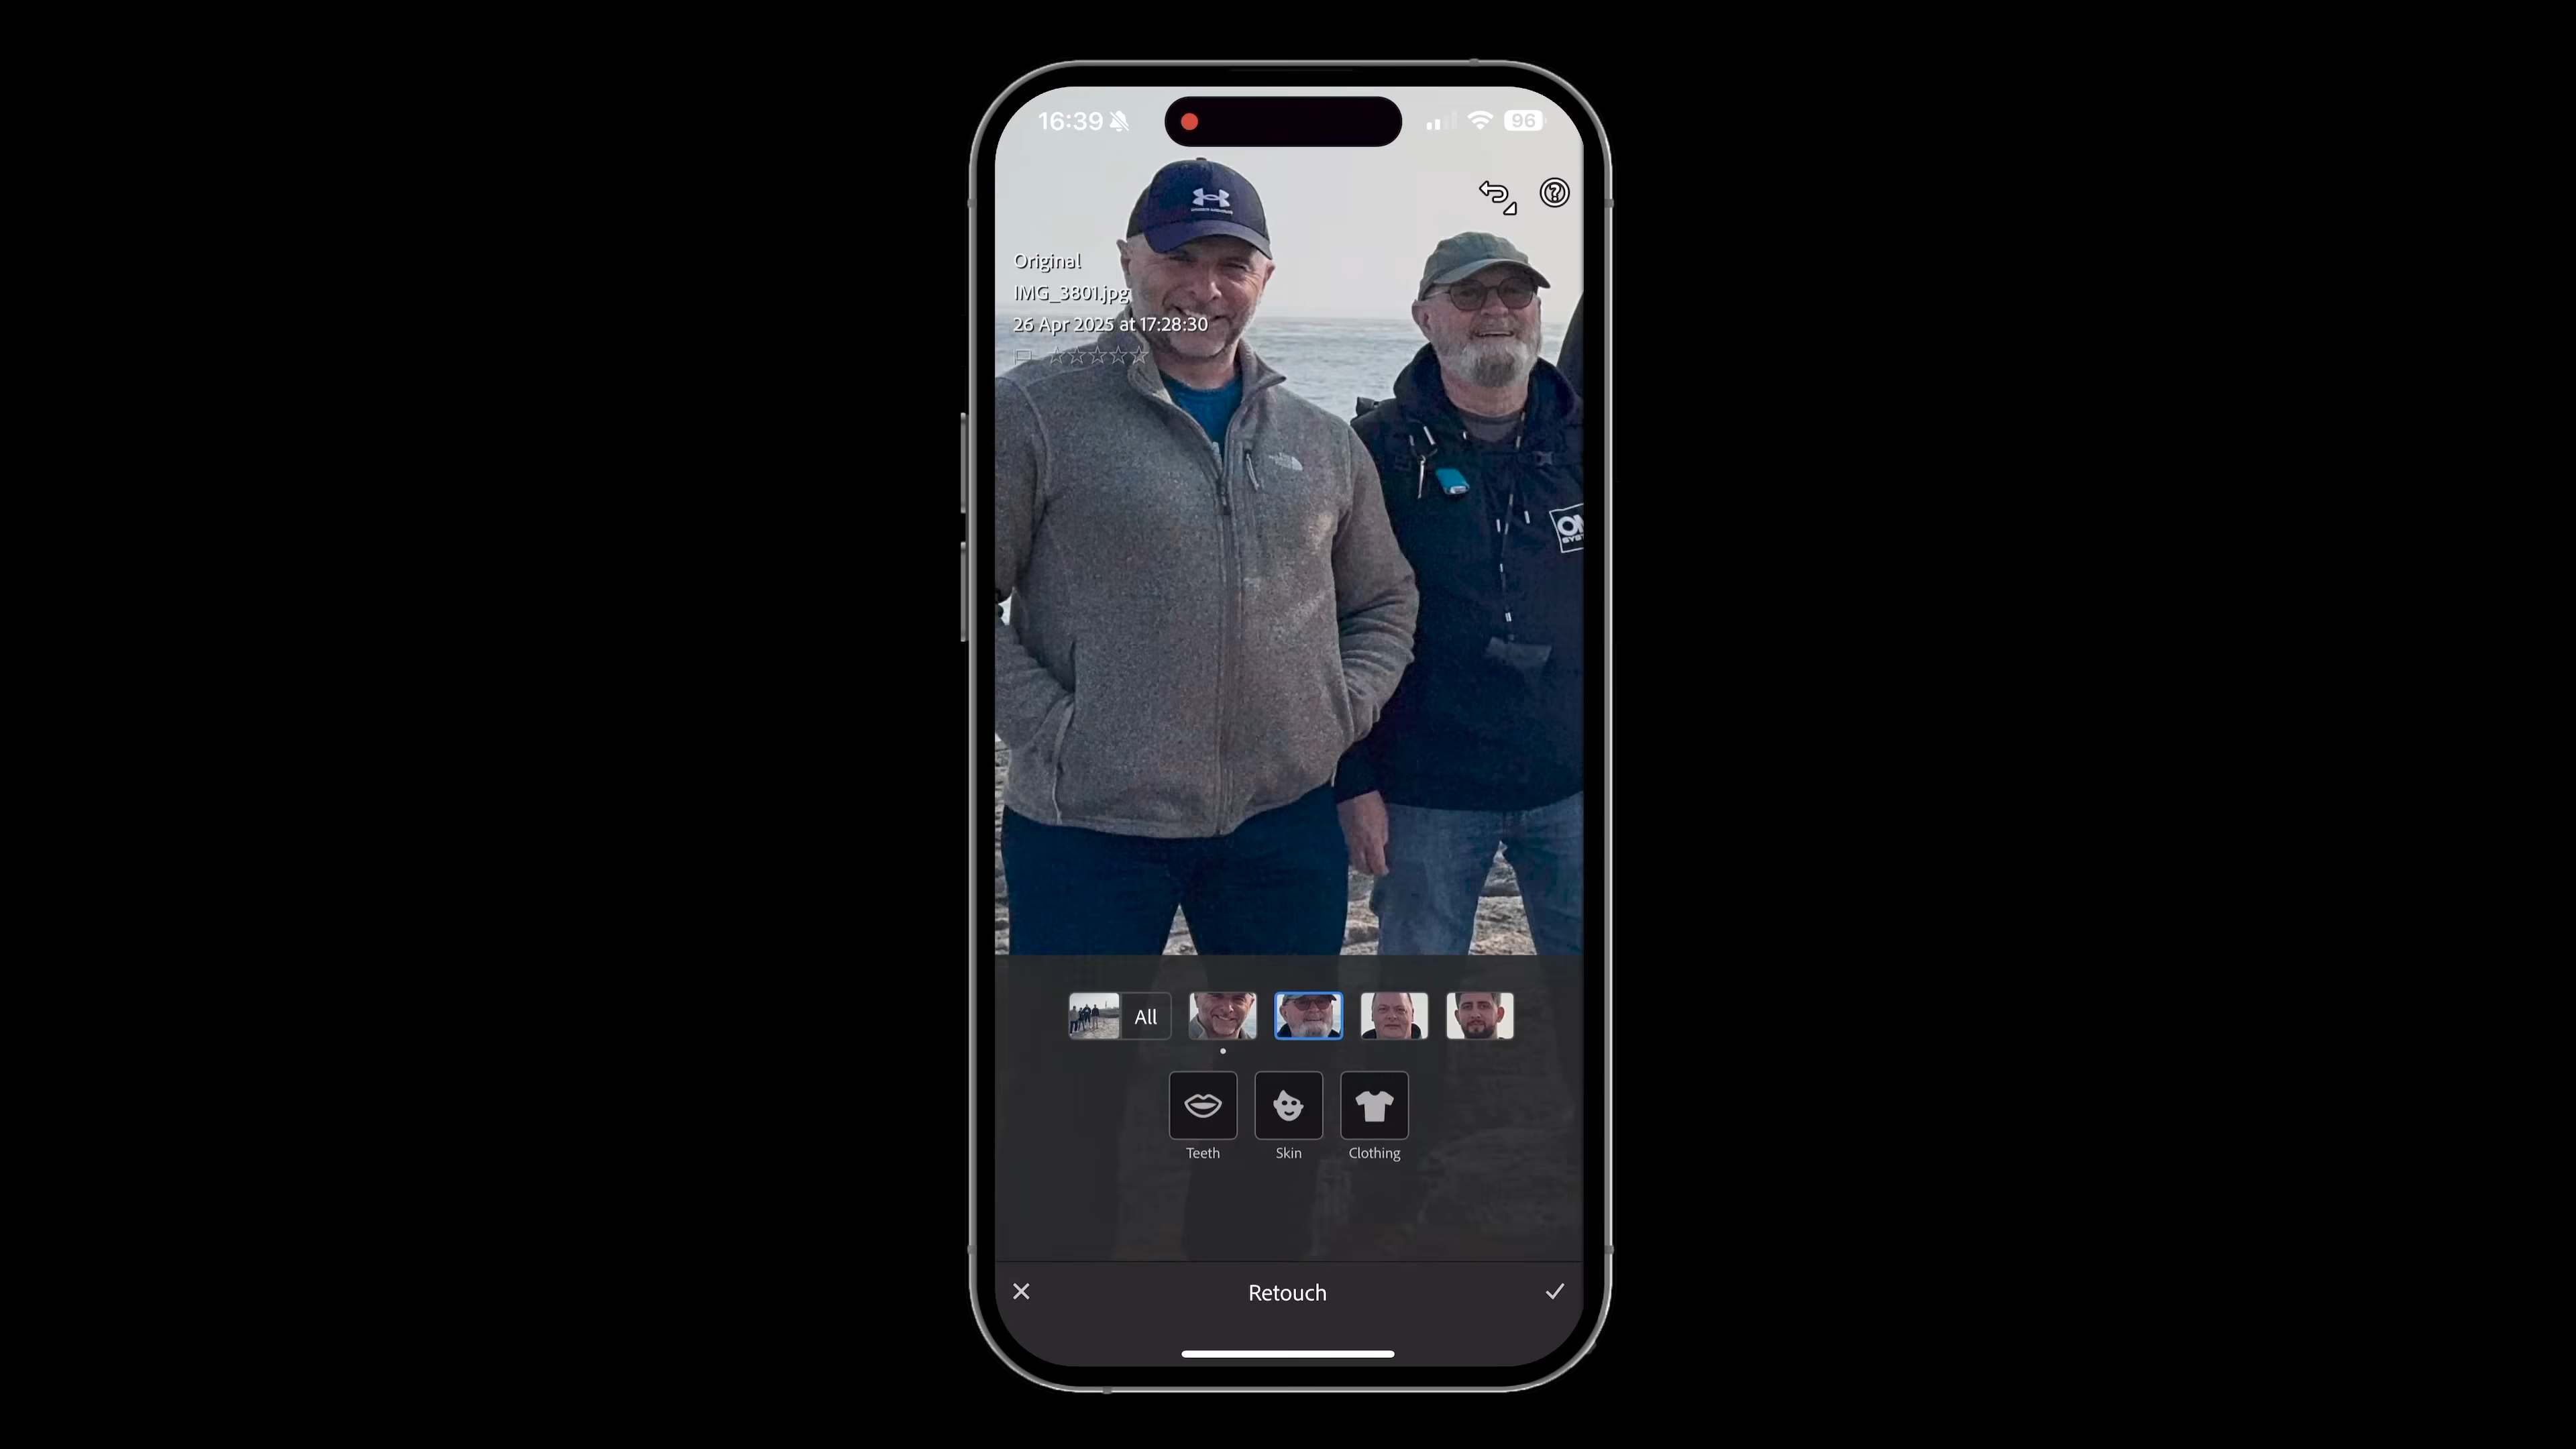 16:39
96
Original
IMG_3801.jpg
26 Apr 2025 at 17:28:30
All
Teeth
Skin
Clothing
Retouch